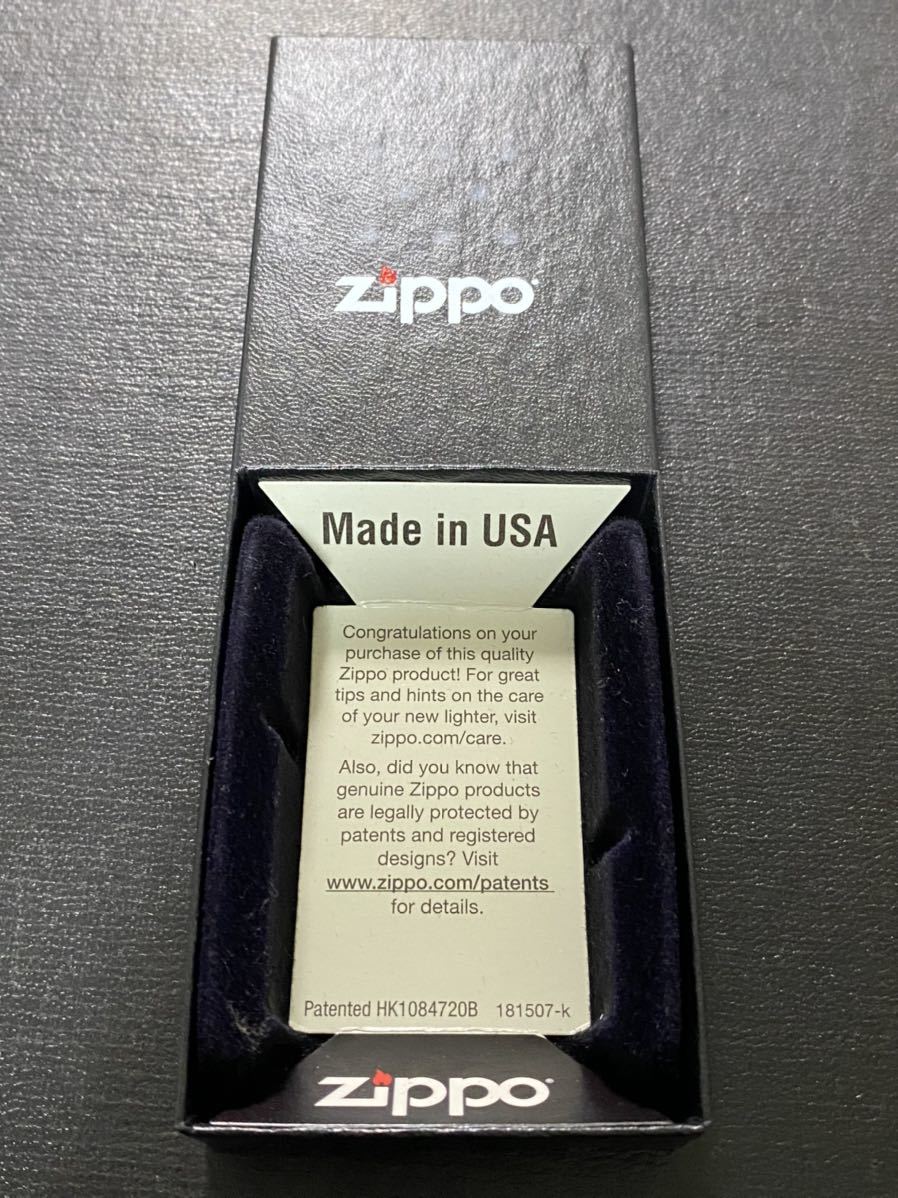 zippo
Made in USA
Congratulations on your
purchase of this quality
Zippo product! For great
tips and hints on the care
of your new lighter, visit
zippo.com/care.
Also, did you know that
genuine Zippo products
are legally protected by
patents and registered
designs? Visit
www.zippo.com/patents
for details.
Patented HK1084720B 181507-k
zippo